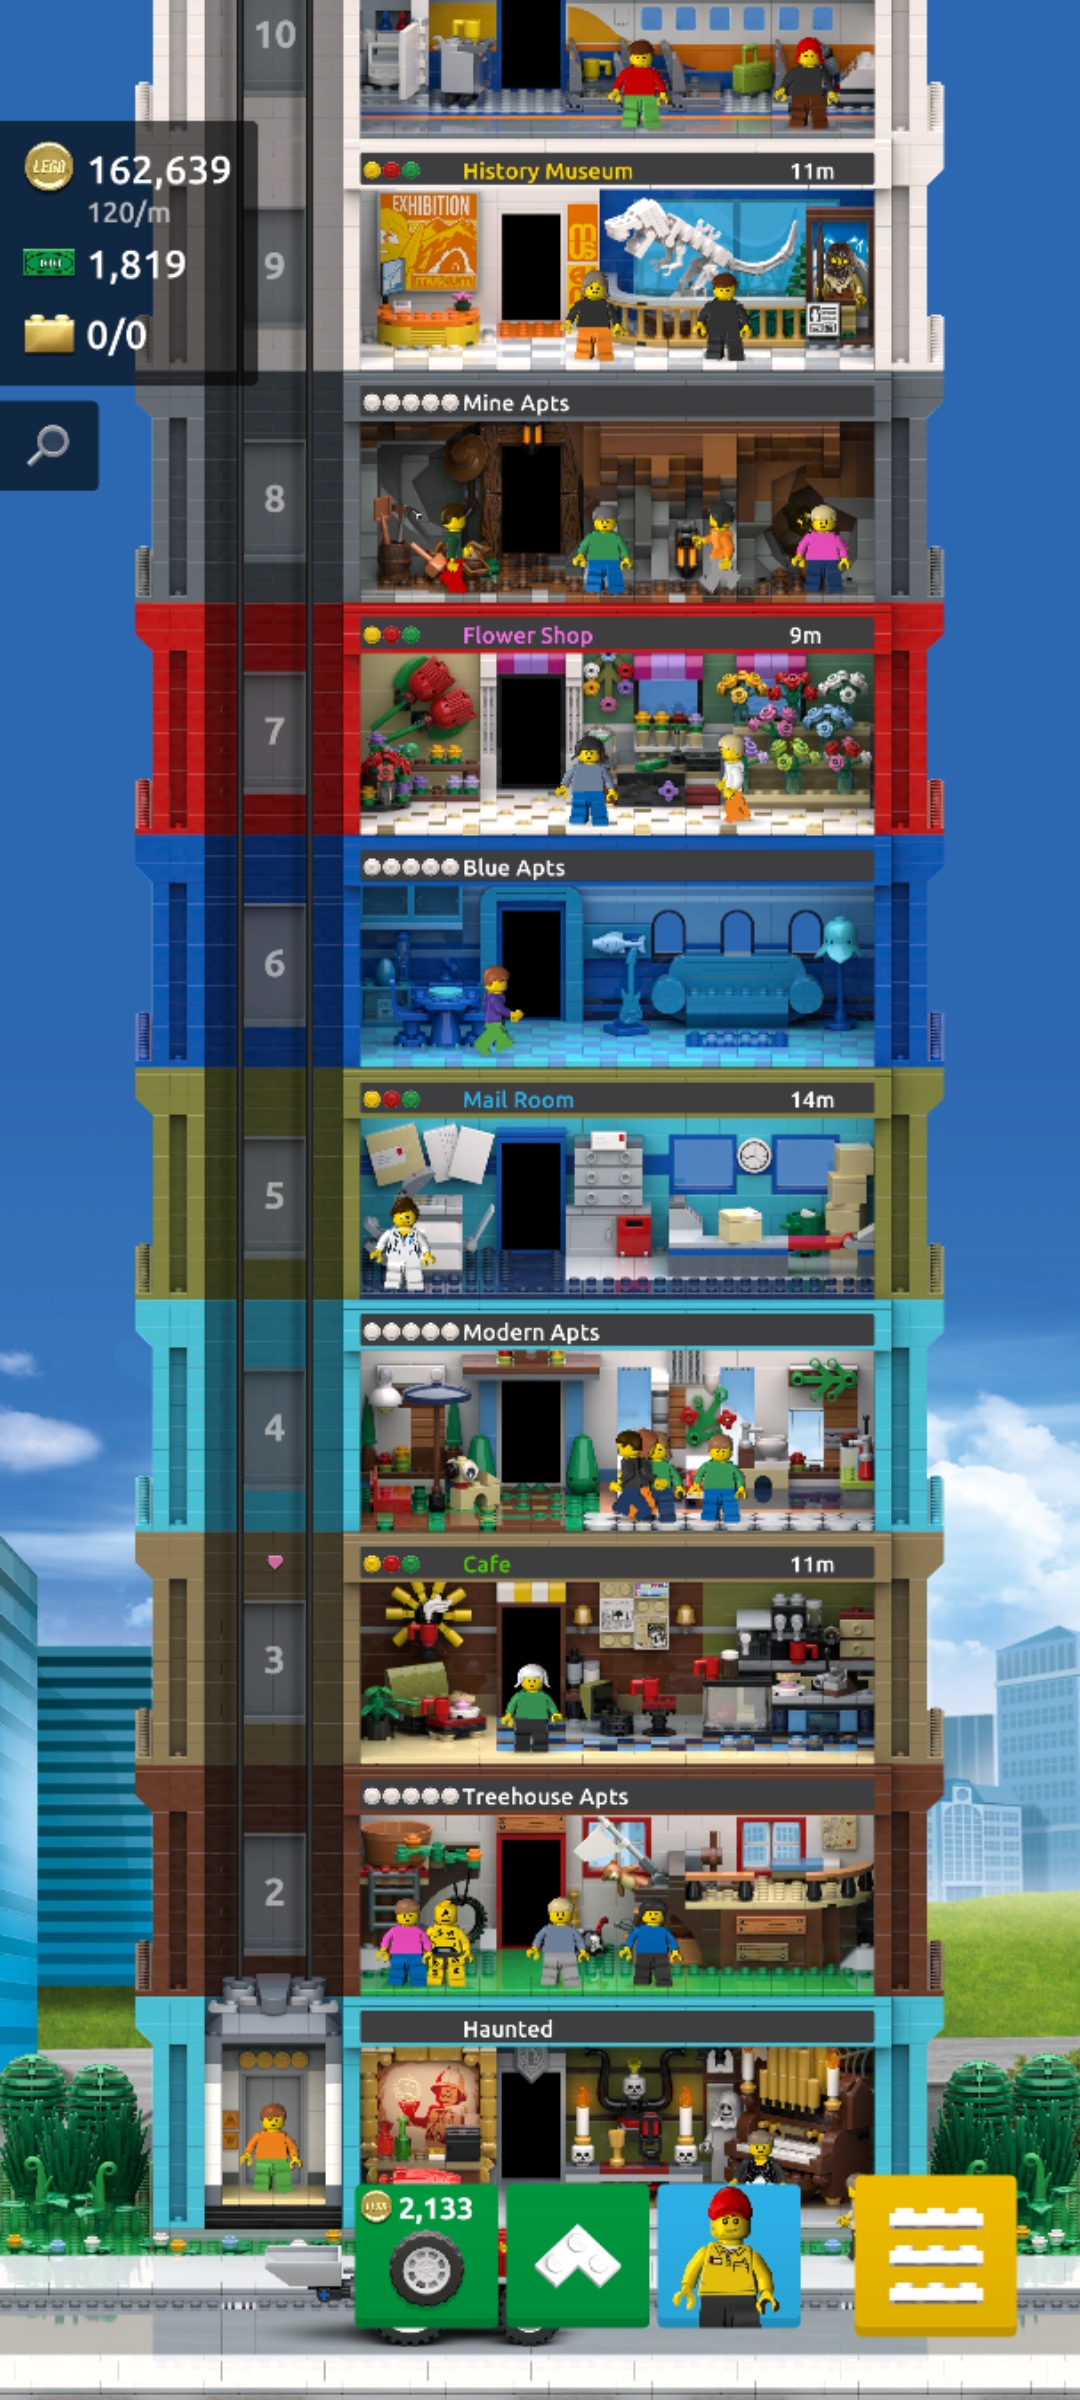 10
LEGO 162,639
120/m
1,819
0/0
History Museum 11m
EXHIBITION
museum
9
Mine Apts
8
Flower Shop 9m
7
Blue Apts
6
Mail Room 14m
5
Modern Apts
4
Cafe 11m
3
Treehouse Apts
2
Haunted
2,133